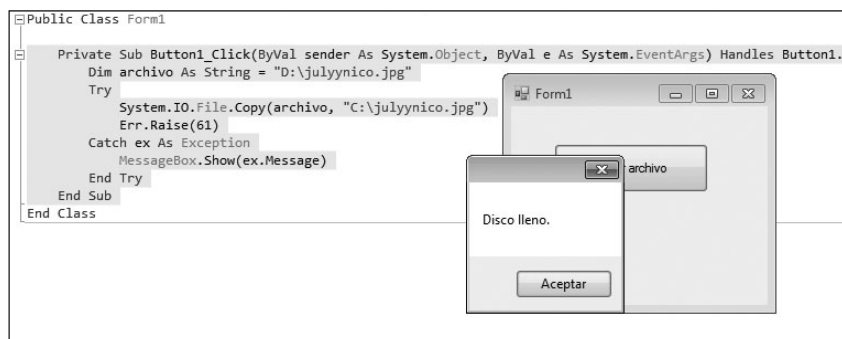 Public Class Form1
Private Sub Button1_Click(ByVal sender As System.Object, ByVal e As System.EventArgs) Handles Button1.
Dim archivo As String = "D:\julyynico.jpg"
Try
System.IO.File.Copy(archivo, "C:\julyynico.jpg")
Err.Raise(61)
Catch ex As Exception
MessageBox.Show(ex.Message)
End Try
End Sub
End Class
Form1
archivo
Disco lleno.
Aceptar